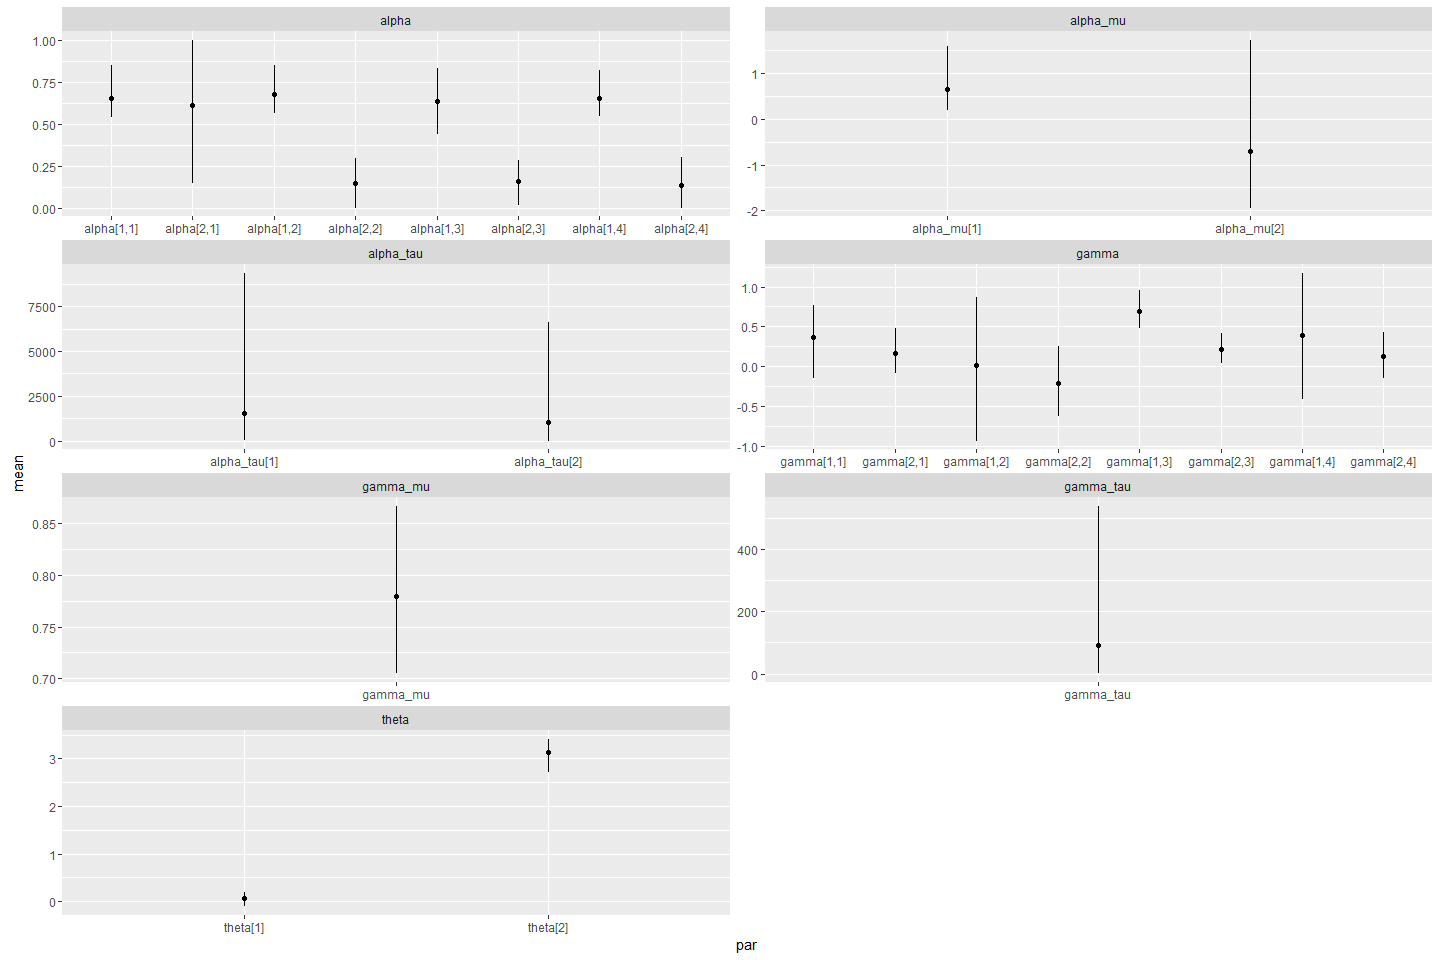 alpha
1.00
0.75
0.50
0.25
0.00
alpha[1,1] alpha[2,1] alpha[1,2] alpha[2,2] alpha[1,3] alpha[2,3] alpha[1,4] alpha[2,4]
alpha_mu
1
0
-1
-2
alpha_mu[1] alpha_mu[2]
alpha_tau
7500
5000
2500
0
alpha_tau[1] alpha_tau[2]
gamma
1.0
0.5
0.0
-0.5
-1.0
gamma[1,1] gamma[2,1] gamma[1,2] gamma[2,2] gamma[1,3] gamma[2,3] gamma[1,4] gamma[2,4]
mean
gamma_mu
0.85
0.80
0.75
0.70
gamma_mu
gamma_tau
400
200
0
gamma_tau
theta
3
2
1
0
theta[1] theta[2]
par